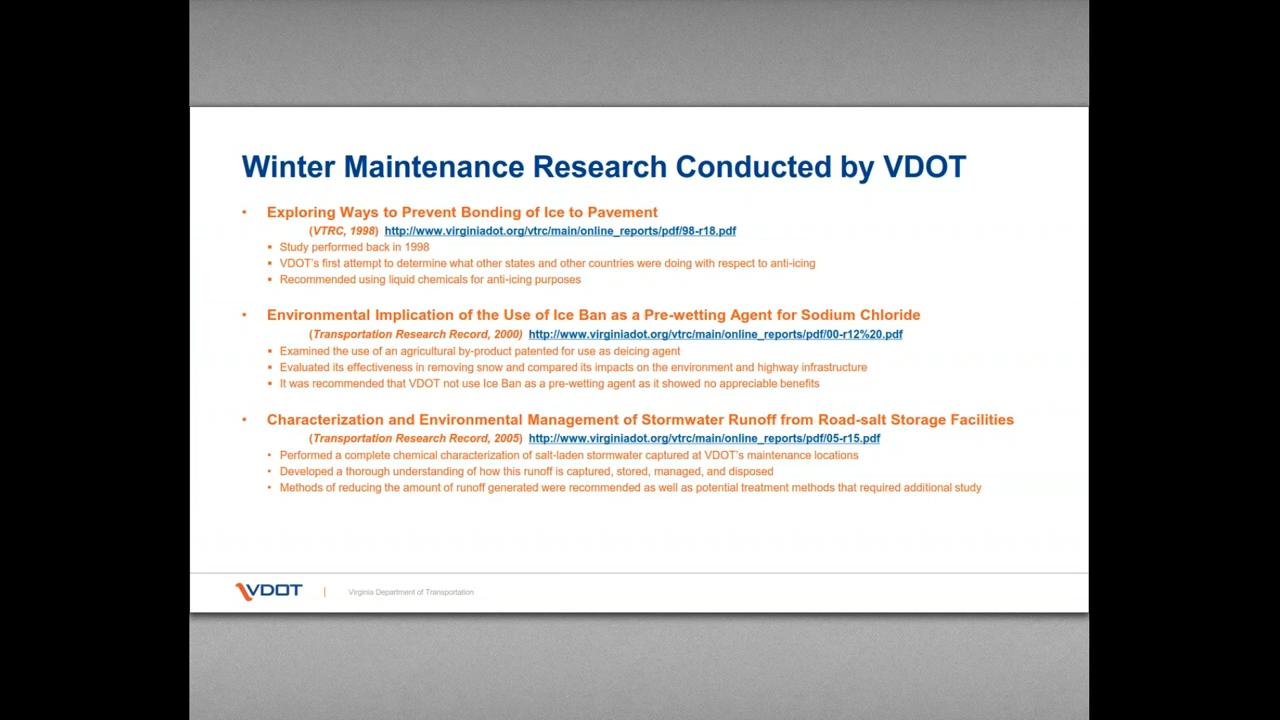 Winter Maintenance Research Conducted by VDOT
• Exploring Ways to Prevent Bonding of Ice to Pavement
(VTRC, 1998) http://www.virginiadot.org/vtrc/main/online_reports/pdf/98-r18.pdf
▪ Study performed back in 1998
▪ VDOT's first attempt to determine what other states and other countries were doing with respect to anti-icing
▪ Recommended using liquid chemicals for anti-icing purposes
• Environmental Implication of the Use of Ice Ban as a Pre-wetting Agent for Sodium Chloride
(Transportation Research Record, 2000) http://www.virginiadot.org/vtrc/main/online_reports/pdf/00-r12%20.pdf
▪ Examined the use of an agricultural by-product patented for use as deicing agent
▪ Evaluated its effectiveness in removing snow and compared its impacts on the environment and highway infrastructure
▪ It was recommended that VDOT not use Ice Ban as a pre-wetting agent as it showed no appreciable benefits
• Characterization and Environmental Management of Stormwater Runoff from Road-salt Storage Facilities
(Transportation Research Record, 2005) http://www.virginiadot.org/vtrc/main/online_reports/pdf/05-r15.pdf
• Performed a complete chemical characterization of salt-laden stormwater captured at VDOT's maintenance locations
• Developed a thorough understanding of how this runoff is captured, stored, managed, and disposed
• Methods of reducing the amount of runoff generated were recommended as well as potential treatment methods that required additional study
VDOT | Virginia Department of Transportation